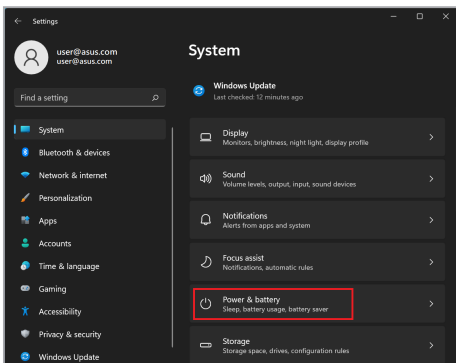 Settings
user@asus.com
user@asus.com
Find a setting
System
Bluetooth & devices
Network & internet
Personalization
Apps
Accounts
Time & language
Gaming
Accessibility
Privacy & security
Windows Update
System
Windows Update
Last checked: 12 minutes ago
Display
Monitors, brightness, night light, display profile
Sound
Volume levels, output, input, sound devices
Notifications
Alerts from apps and system
Focus assist
Notifications, automatic rules
Power & battery
Sleep, battery usage, battery saver
Storage
Storage space, drives, configuration rules